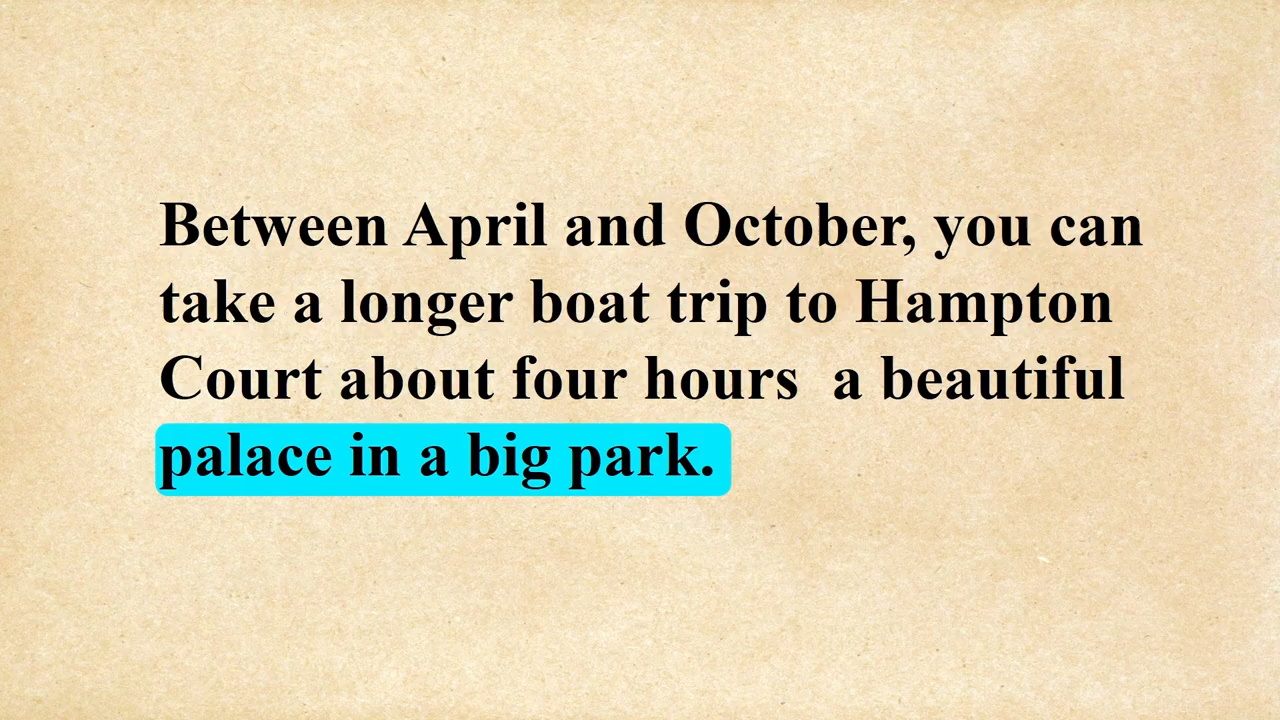 Between April and October, you can
take a longer boat trip to Hampton
Court about four hours  a beautiful
palace in a big park.